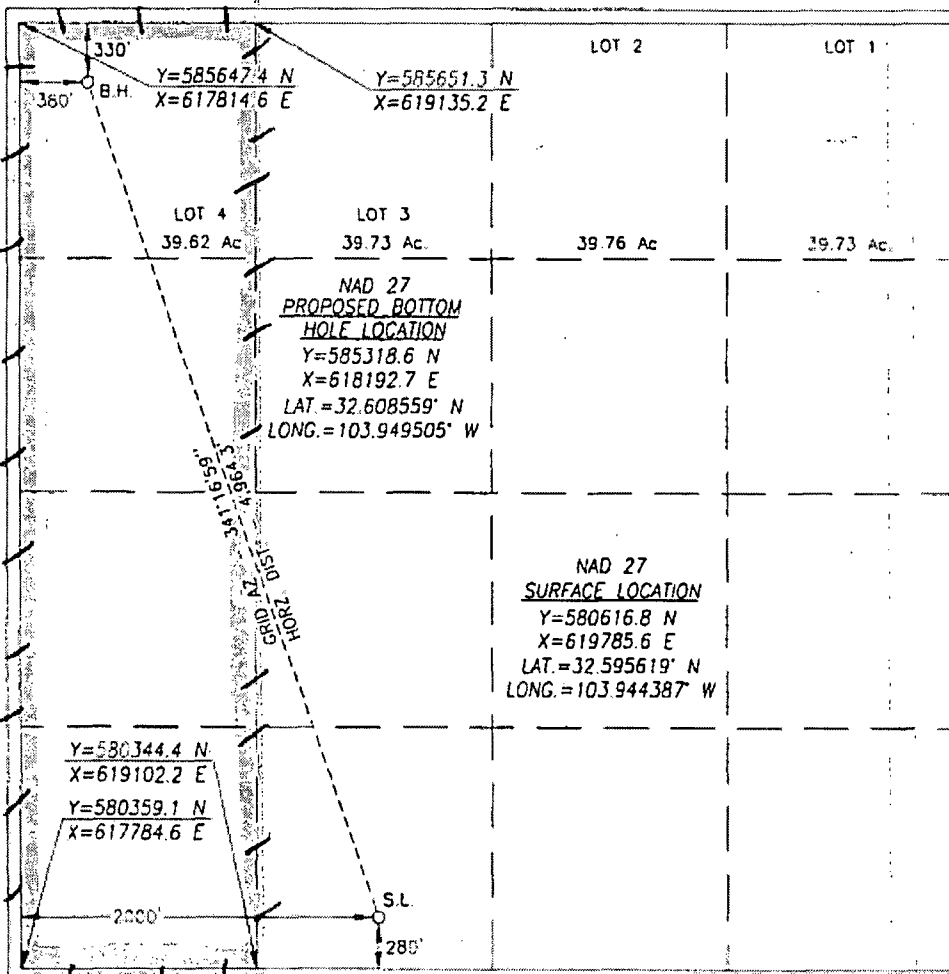 LOT 2
LOT 1
330'
Y=585647.4 N
X=617814.6 E
Y=585651.3 N
X=619135.2 E
380'
B.H.
LOT 4
39.62 Ac
LOT 3
39.73 Ac.
39.76 Ac
39.73 Ac.
NAD 27
PROPOSED BOTTOM
HOLE LOCATION
Y=585318.6 N
X=618192.7 E
LAT.=32.608559° N
LONG.=103.949505° W
GRID AZ. 341°16'59"
HORZ. DIST. 4,964.3'
NAD 27
SURFACE LOCATION
Y=580616.8 N
X=619785.6 E
LAT.=32.595619° N
LONG.=103.944387° W
Y=580344.4 N
X=619102.2 E
Y=580359.1 N
X=617784.6 E
2000'
S.L.
280'